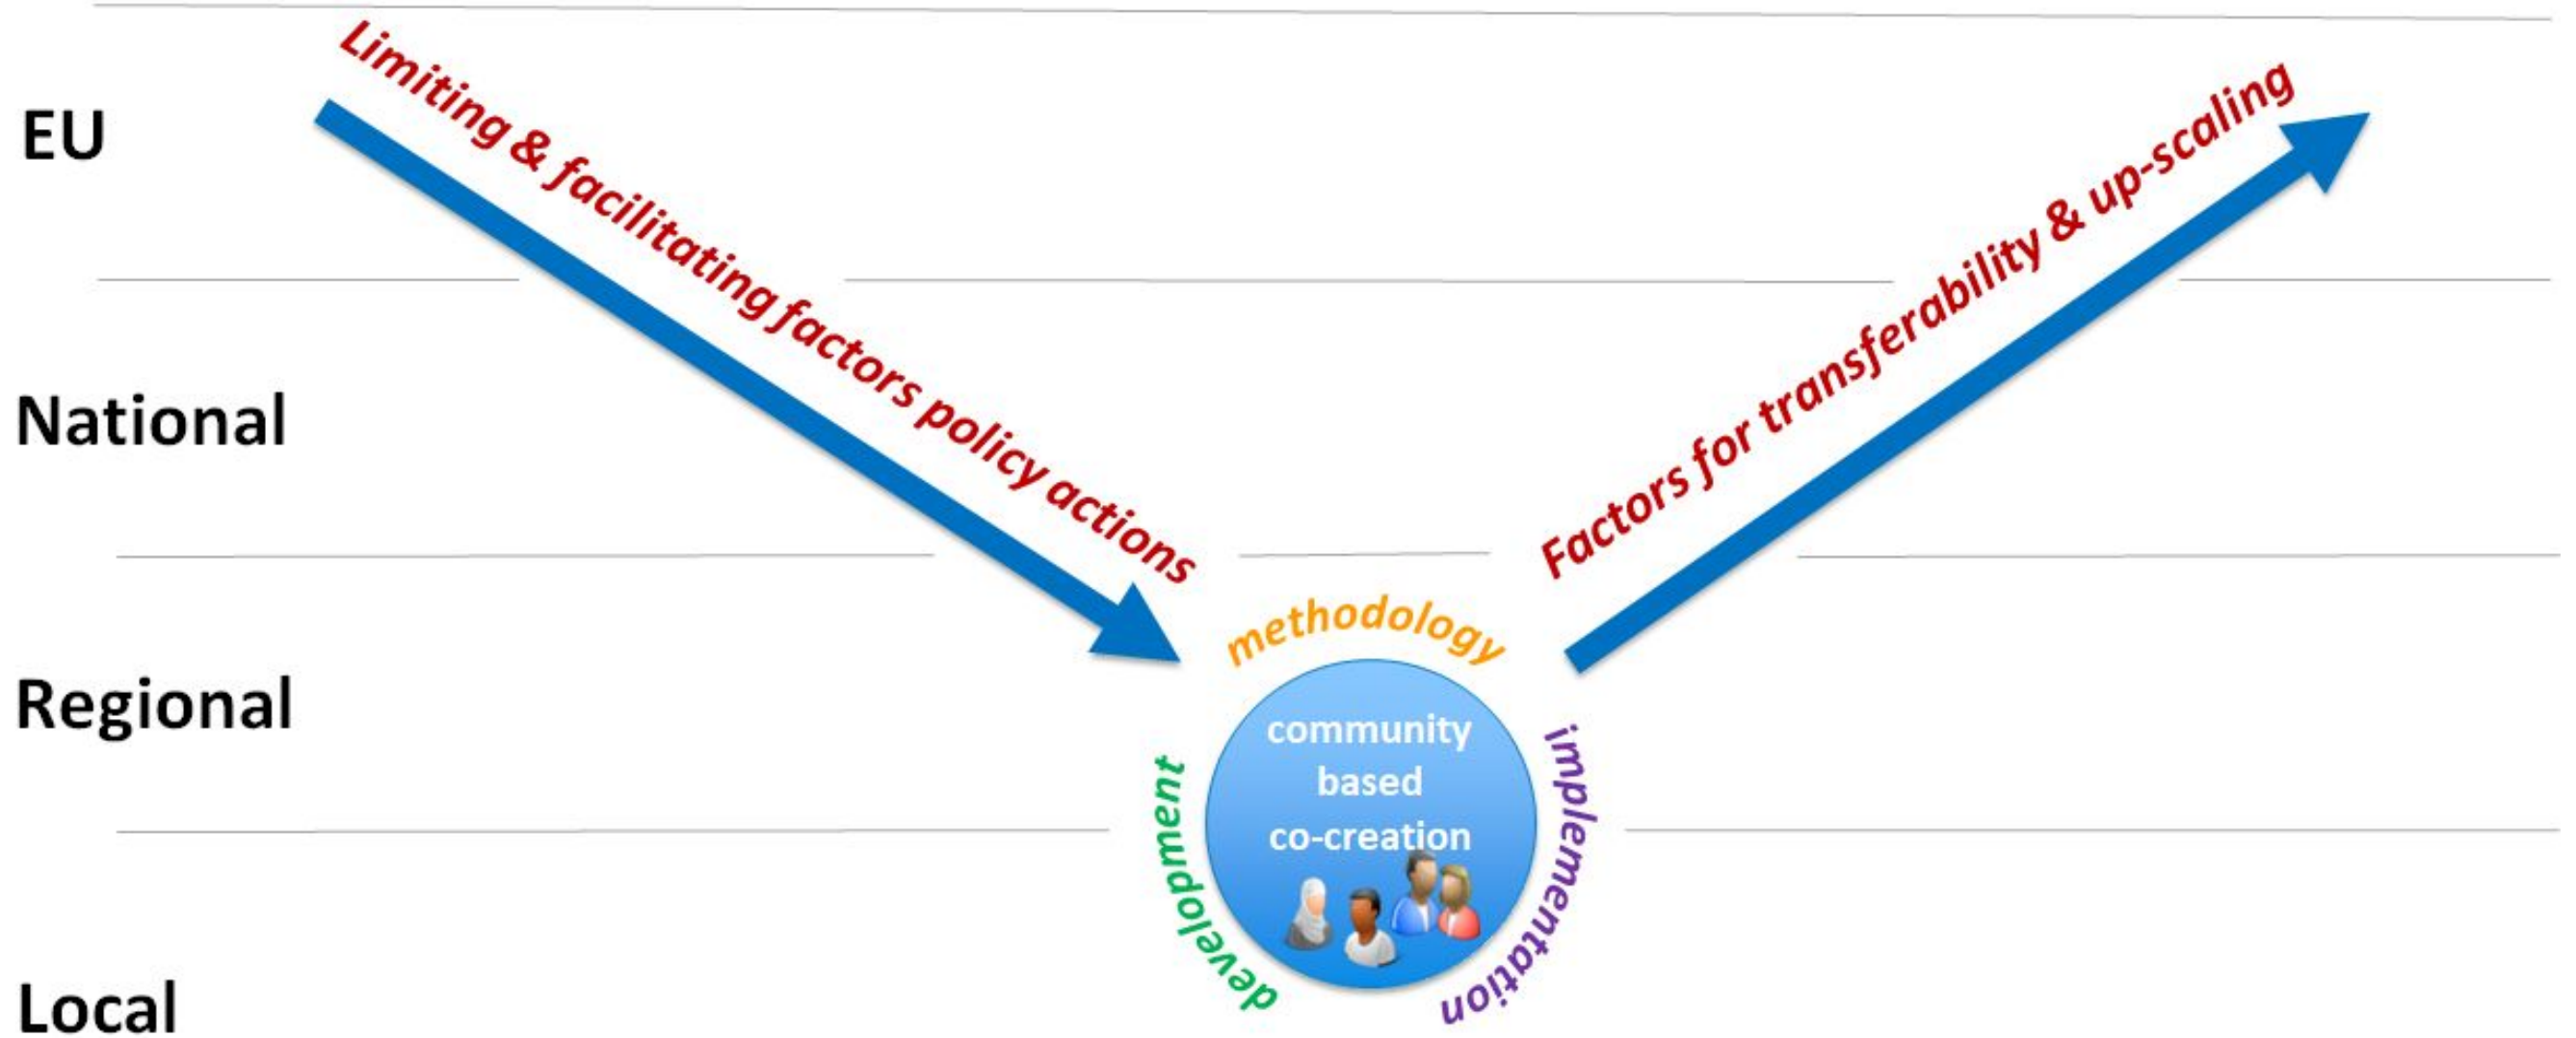 Limiting & facilitating factors policy actions
Factors for transferability & up-scaling
EU
National
Regional
Local
methodology
community
based
co-creation
development
implementation